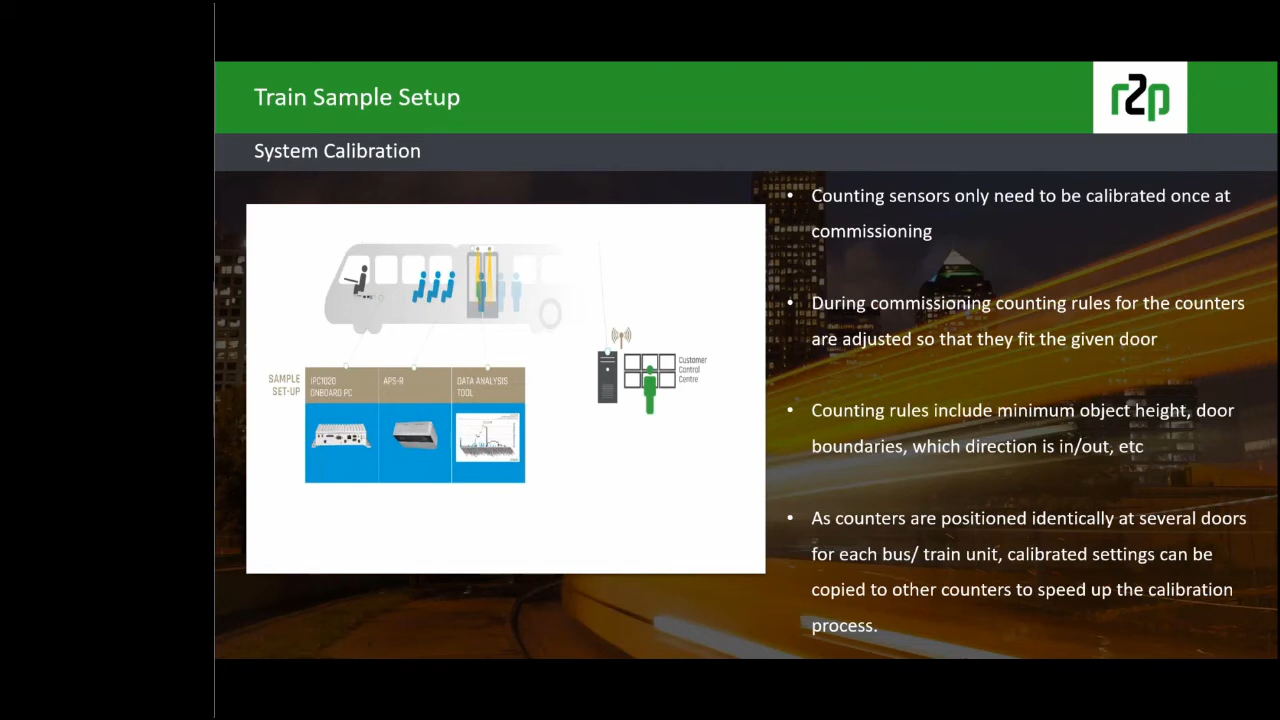 Train Sample Setup
r2p
System Calibration
• Counting sensors only need to be calibrated once at
commissioning
• During commissioning counting rules for the counters
are adjusted so that they fit the given door
• Counting rules include minimum object height, door
boundaries, which direction is in/out, etc
• As counters are positioned identically at several doors
for each bus/ train unit, calibrated settings can be
copied to other counters to speed up the calibration
process.
SAMPLE
SET-UP
IPC1020
ONBOARD PC
APS-R
DATA ANALYSIS
TOOL
Customer
Control
Centre